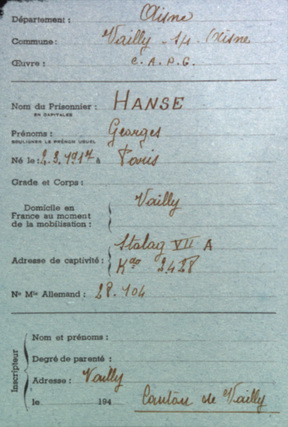 Département : Aisne
Commune : Vailly s/ Aisne
Œuvre : C. A. P. G.
Nom du Prisonnier : HANSE
EN CAPITALES
Prénoms : Georges
SOULIGNER LE PRÉNOM USUEL
Né le : 2.3.1917 à Paris
Grade et Corps :
Domicile en
France au moment
de la mobilisation : Vailly
Stalag VII A
Adresse de captivité : Kdo 2428
No Mle Allemand : 28.104
Inscripteur
Nom et prénoms :
Degré de parenté :
Adresse : Vailly
le 194
Canton de Vailly